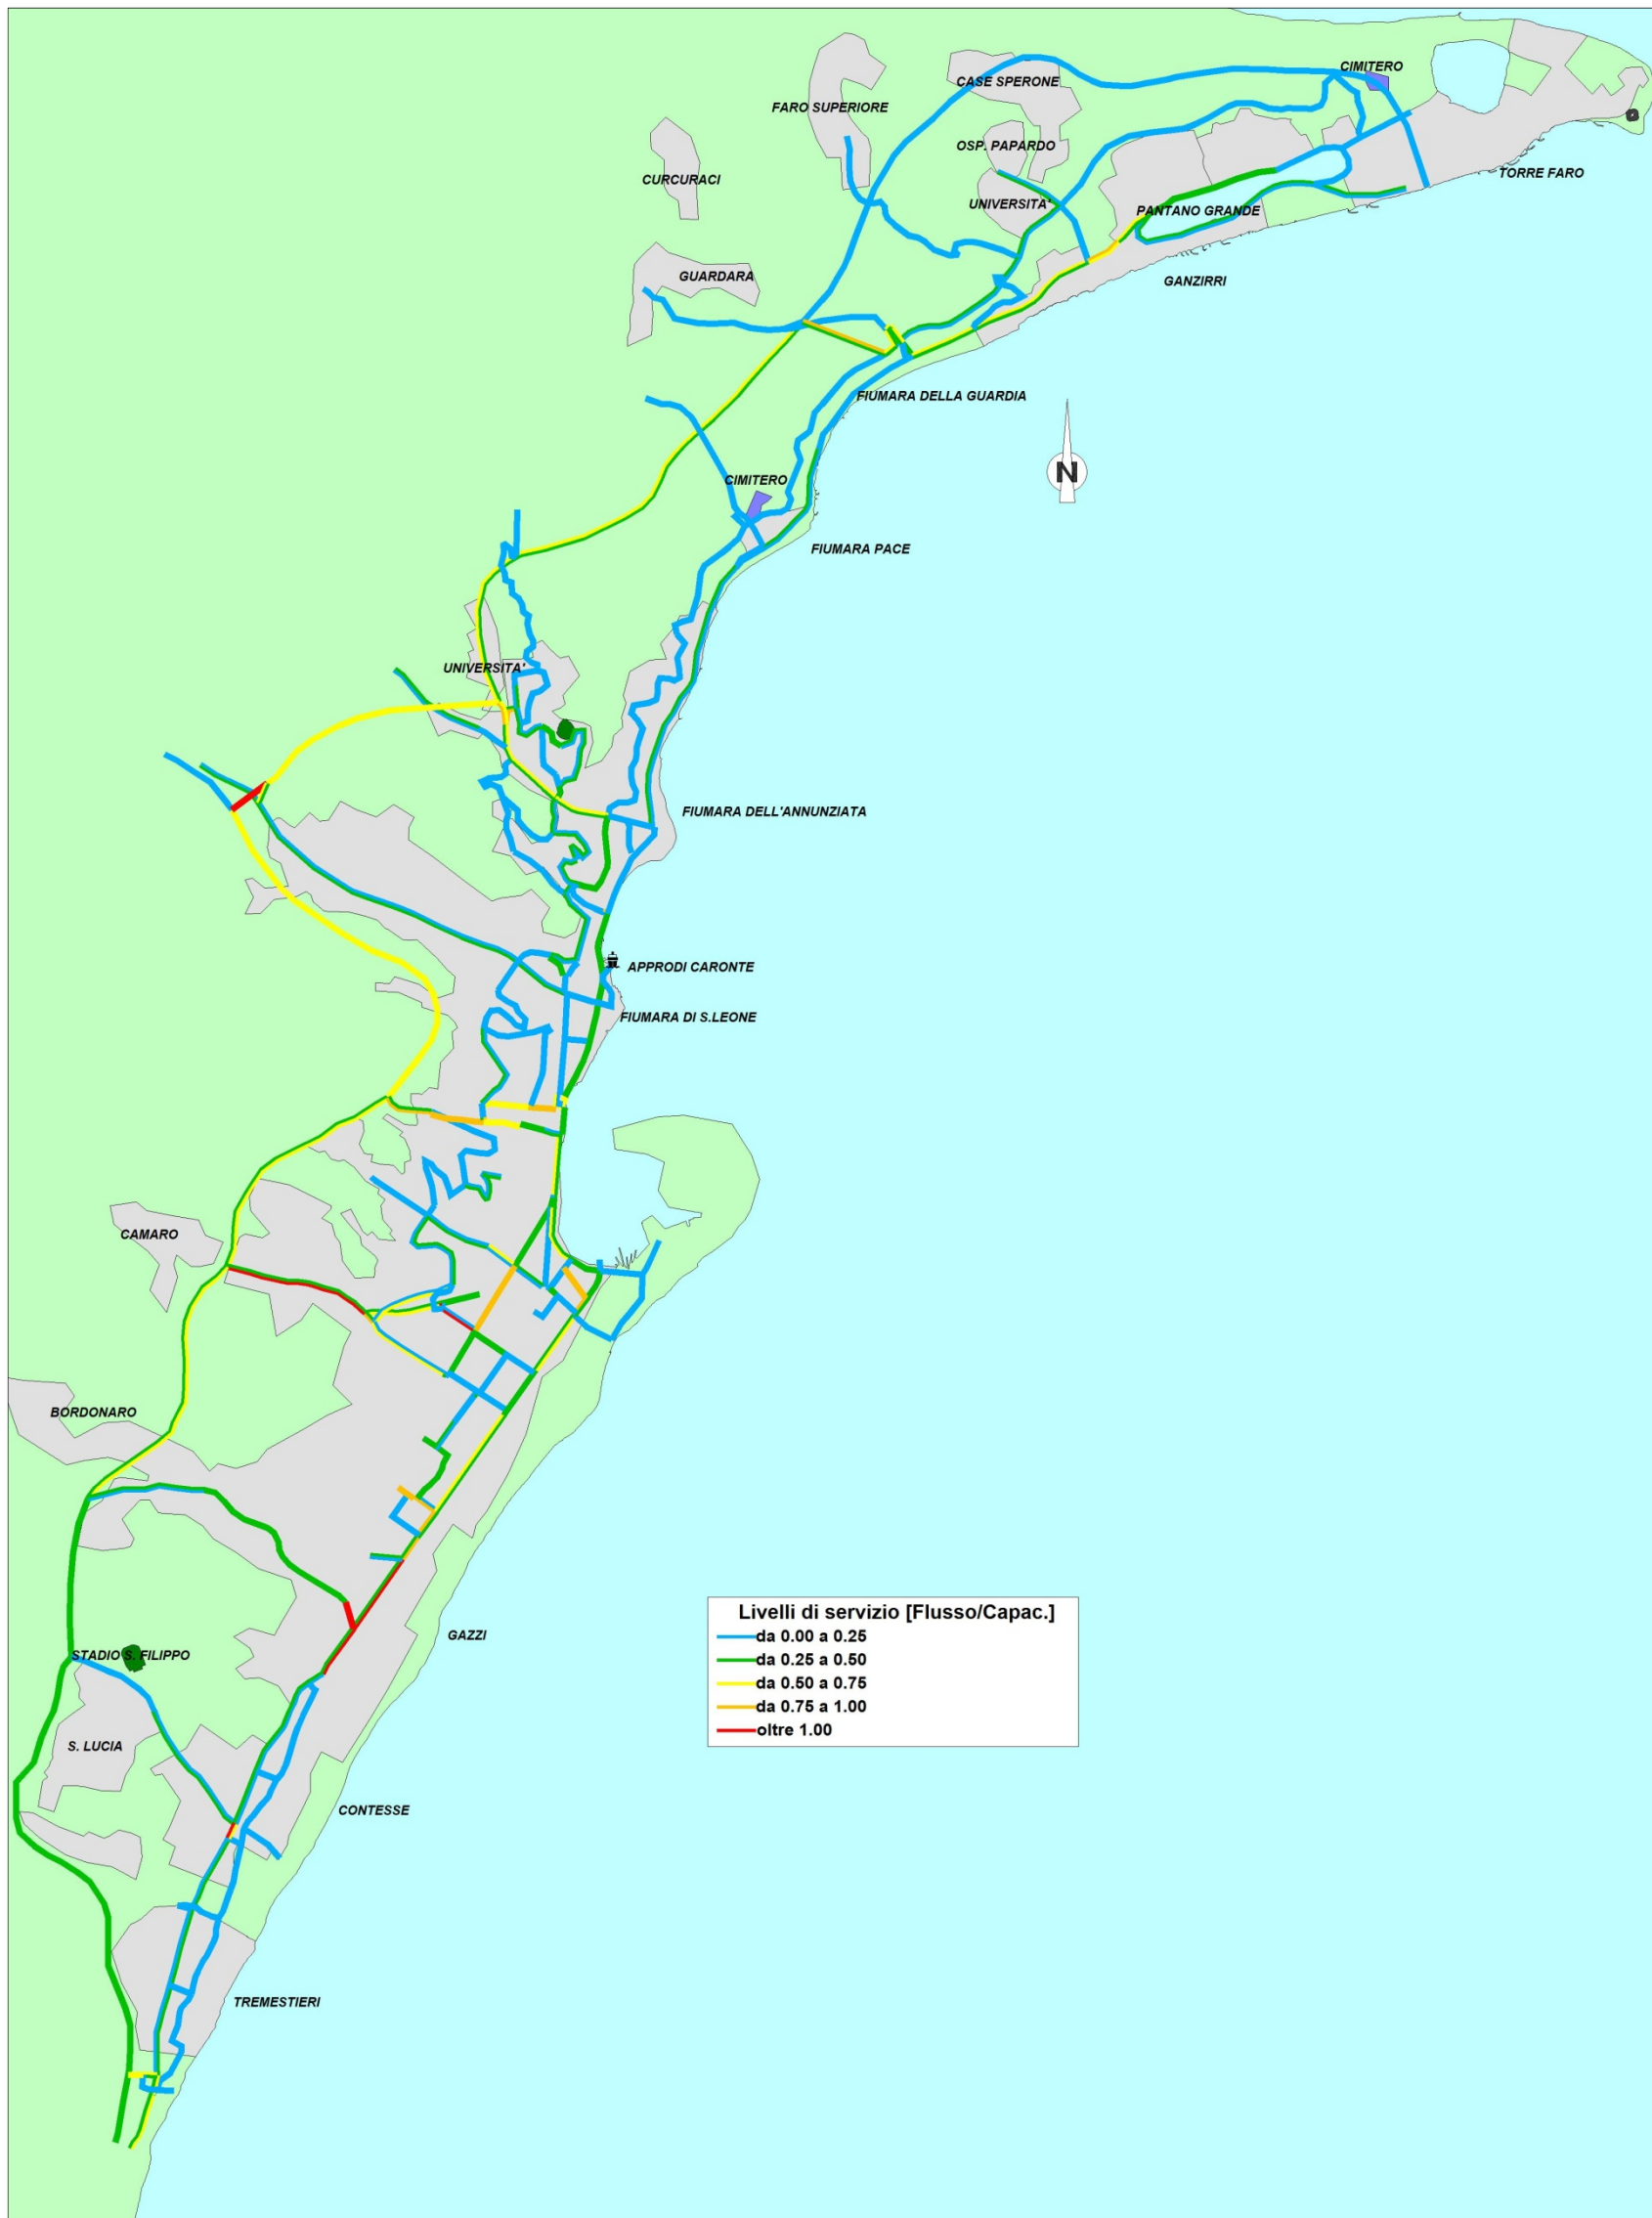 CIMITERO
CASE SPERONE
FARO SUPERIORE
OSP. PAPARDO
TORRE FARO
CURCURACI
UNIVERSITA'
PANTANO GRANDE
GUARDARA
GANZIRRI
FIUMARA DELLA GUARDIA
N
CIMITERO
FIUMARA PACE
UNIVERSITA'
FIUMARA DELL'ANNUNZIATA
APPRODI CARONTE
FIUMARA DI S.LEONE
CAMARO
BORDONARO
Livelli di servizio [Flusso/Capac.]
da 0.00 a 0.25
da 0.25 a 0.50
da 0.50 a 0.75
da 0.75 a 1.00
oltre 1.00
GAZZI
STADIO S. FILIPPO
S. LUCIA
CONTESSE
TREMESTIERI